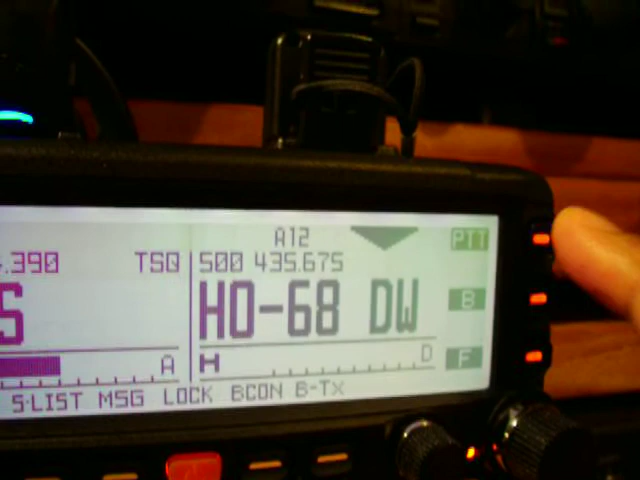 A12 PTT
.390 TSQ 500 435.675
S HO-68 DW B
A H D F
S·LIST MSG LOCK BCON B-TX